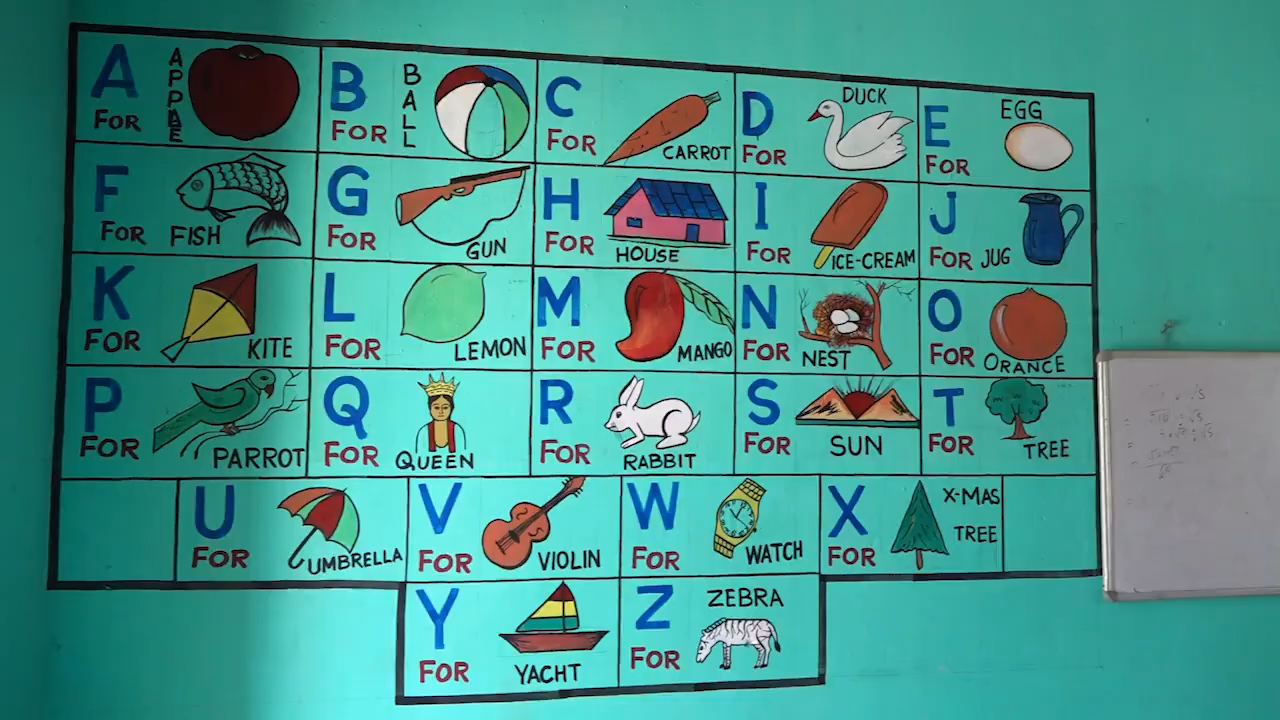 A
FOR
APPLE
B
FOR
BALL
C
FOR
CARROT
D
FOR
DUCK
E
FOR
EGG
F
FOR
FISH
G
FOR
GUN
H
FOR
HOUSE
I
FOR
ICE-CREAM
J
FOR
JUG
K
FOR
KITE
L
FOR
LEMON
M
FOR
MANGO
N
FOR
NEST
O
FOR
ORANCE
P
FOR
PARROT
Q
FOR
QUEEN
R
FOR
RABBIT
S
FOR
SUN
T
FOR
TREE
U
FOR
UMBRELLA
V
FOR
VIOLIN
W
FOR
WATCH
X
FOR
X-MAS
TREE
Y
FOR
YACHT
Z
FOR
ZEBRA